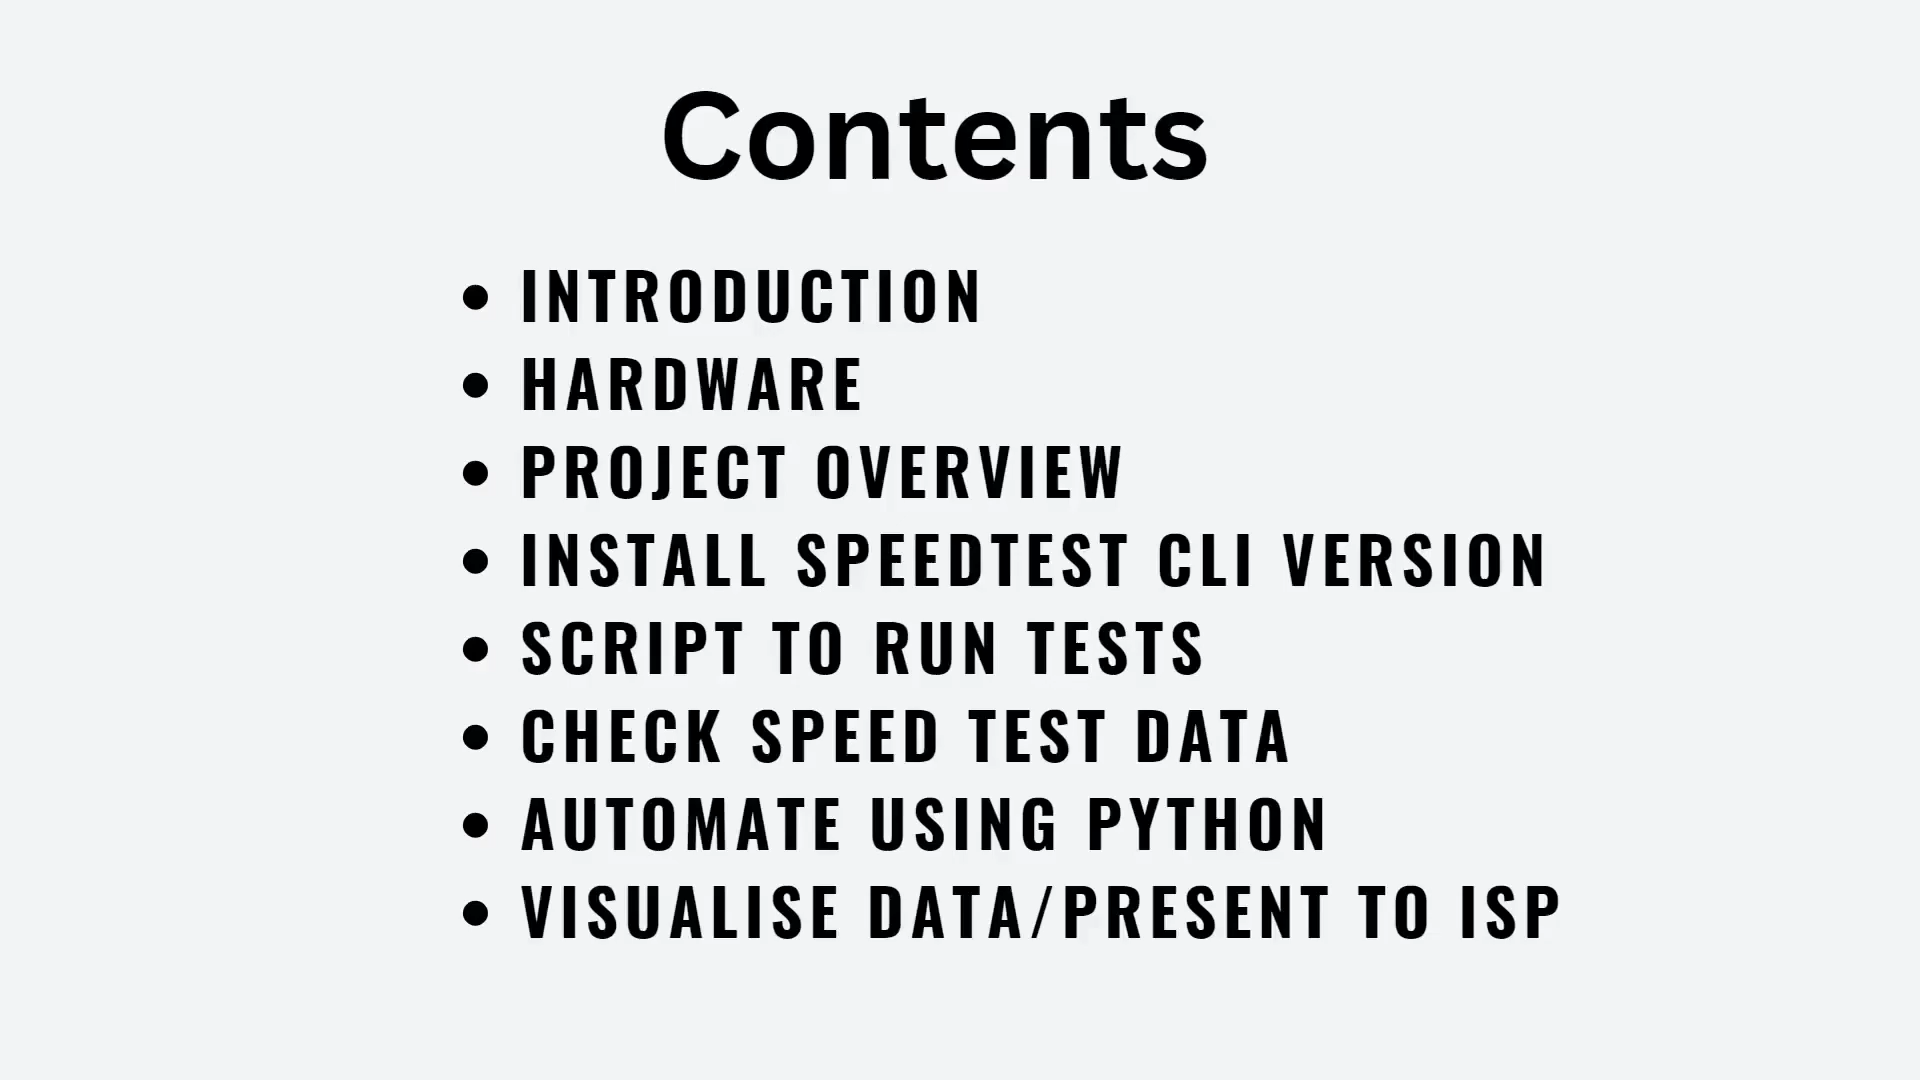 Contents
• INTRODUCTION
• HARDWARE
• PROJECT OVERVIEW
• INSTALL SPEEDTEST CLI VERSION
• SCRIPT TO RUN TESTS
• CHECK SPEED TEST DATA
• AUTOMATE USING PYTHON
• VISUALISE DATA/PRESENT TO ISP